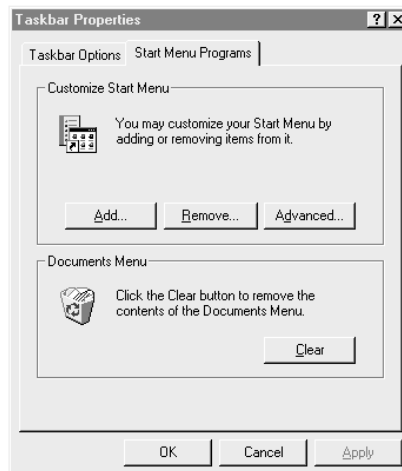 Taskbar Properties
Taskbar Options Start Menu Programs
Customize Start Menu
You may customize your Start Menu by
adding or removing items from it.
Add... Remove... Advanced...
Documents Menu
Click the Clear button to remove the
contents of the Documents Menu.
Clear
OK Cancel Apply